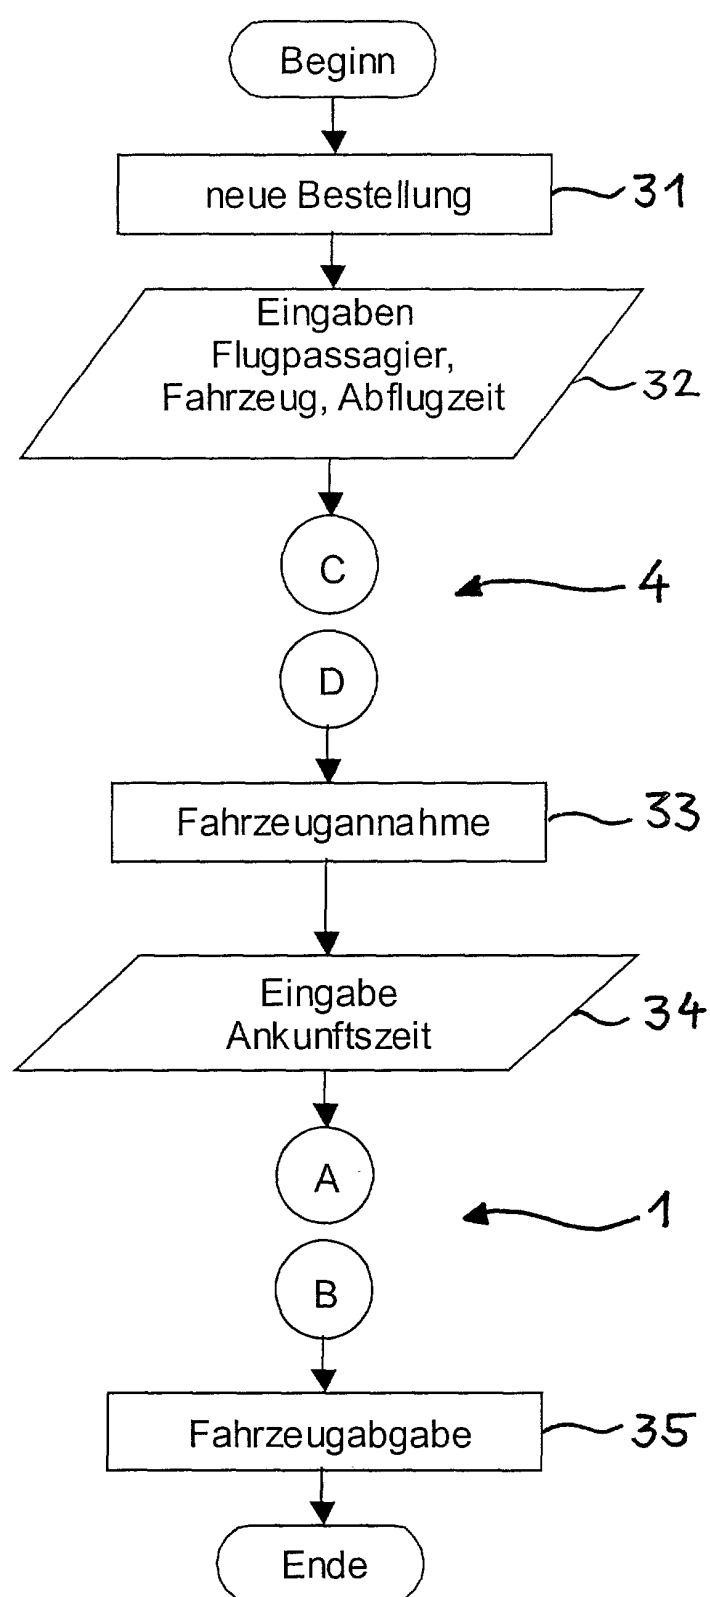 Beginn
neue Bestellung
31
Eingaben
Flugpassagier,
Fahrzeug, Abflugzeit
32
C
4
D
Fahrzeugannahme
33
Eingabe
Ankunftszeit
34
A
1
B
Fahrzeugabgabe
35
Ende